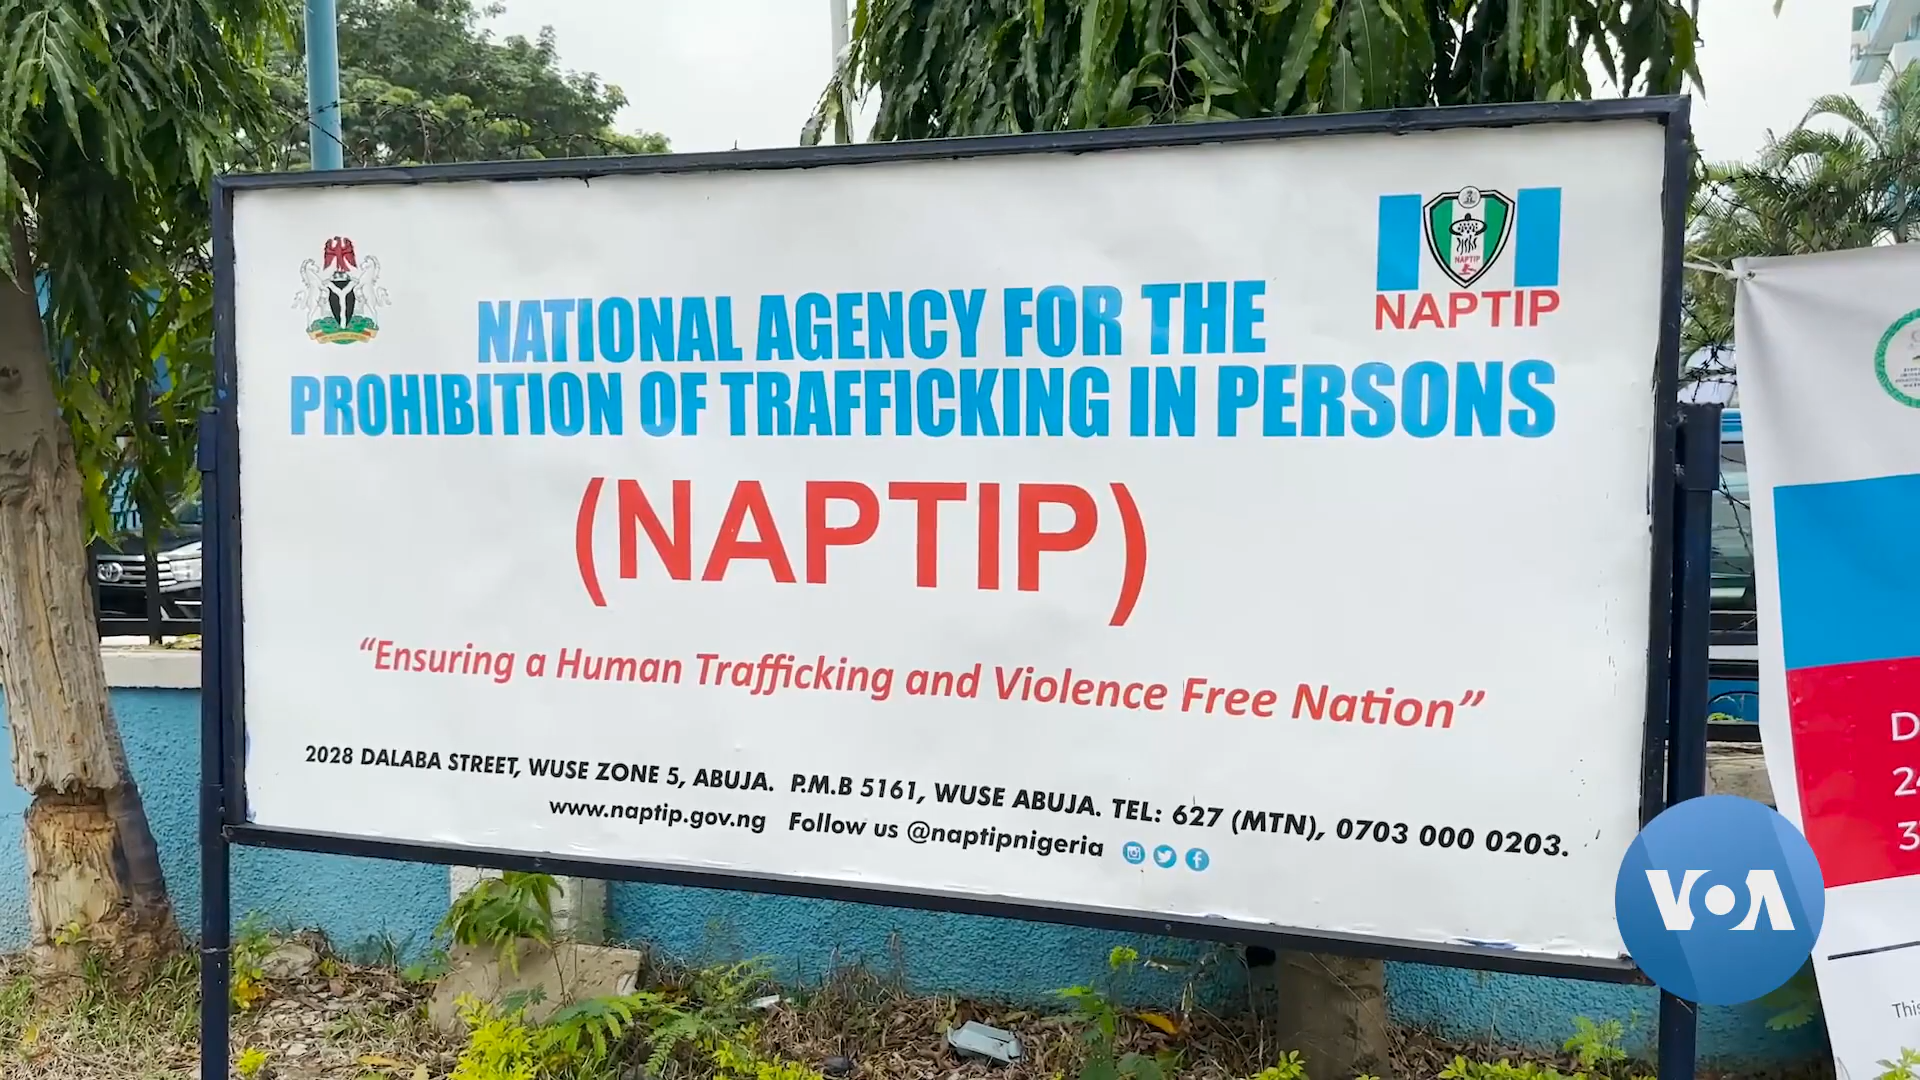 NAPTIP
NAPTIP
NATIONAL AGENCY FOR THE
PROHIBITION OF TRAFFICKING IN PERSONS
(NAPTIP)
“Ensuring a Human Trafficking and Violence Free Nation”
2028 DALABA STREET, WUSE ZONE 5, ABUJA. P.M.B 5161, WUSE ABUJA. TEL: 627 (MTN), 0703 000 0203.
www.naptip.gov.ng Follow us @naptipnigeria
VOA
This